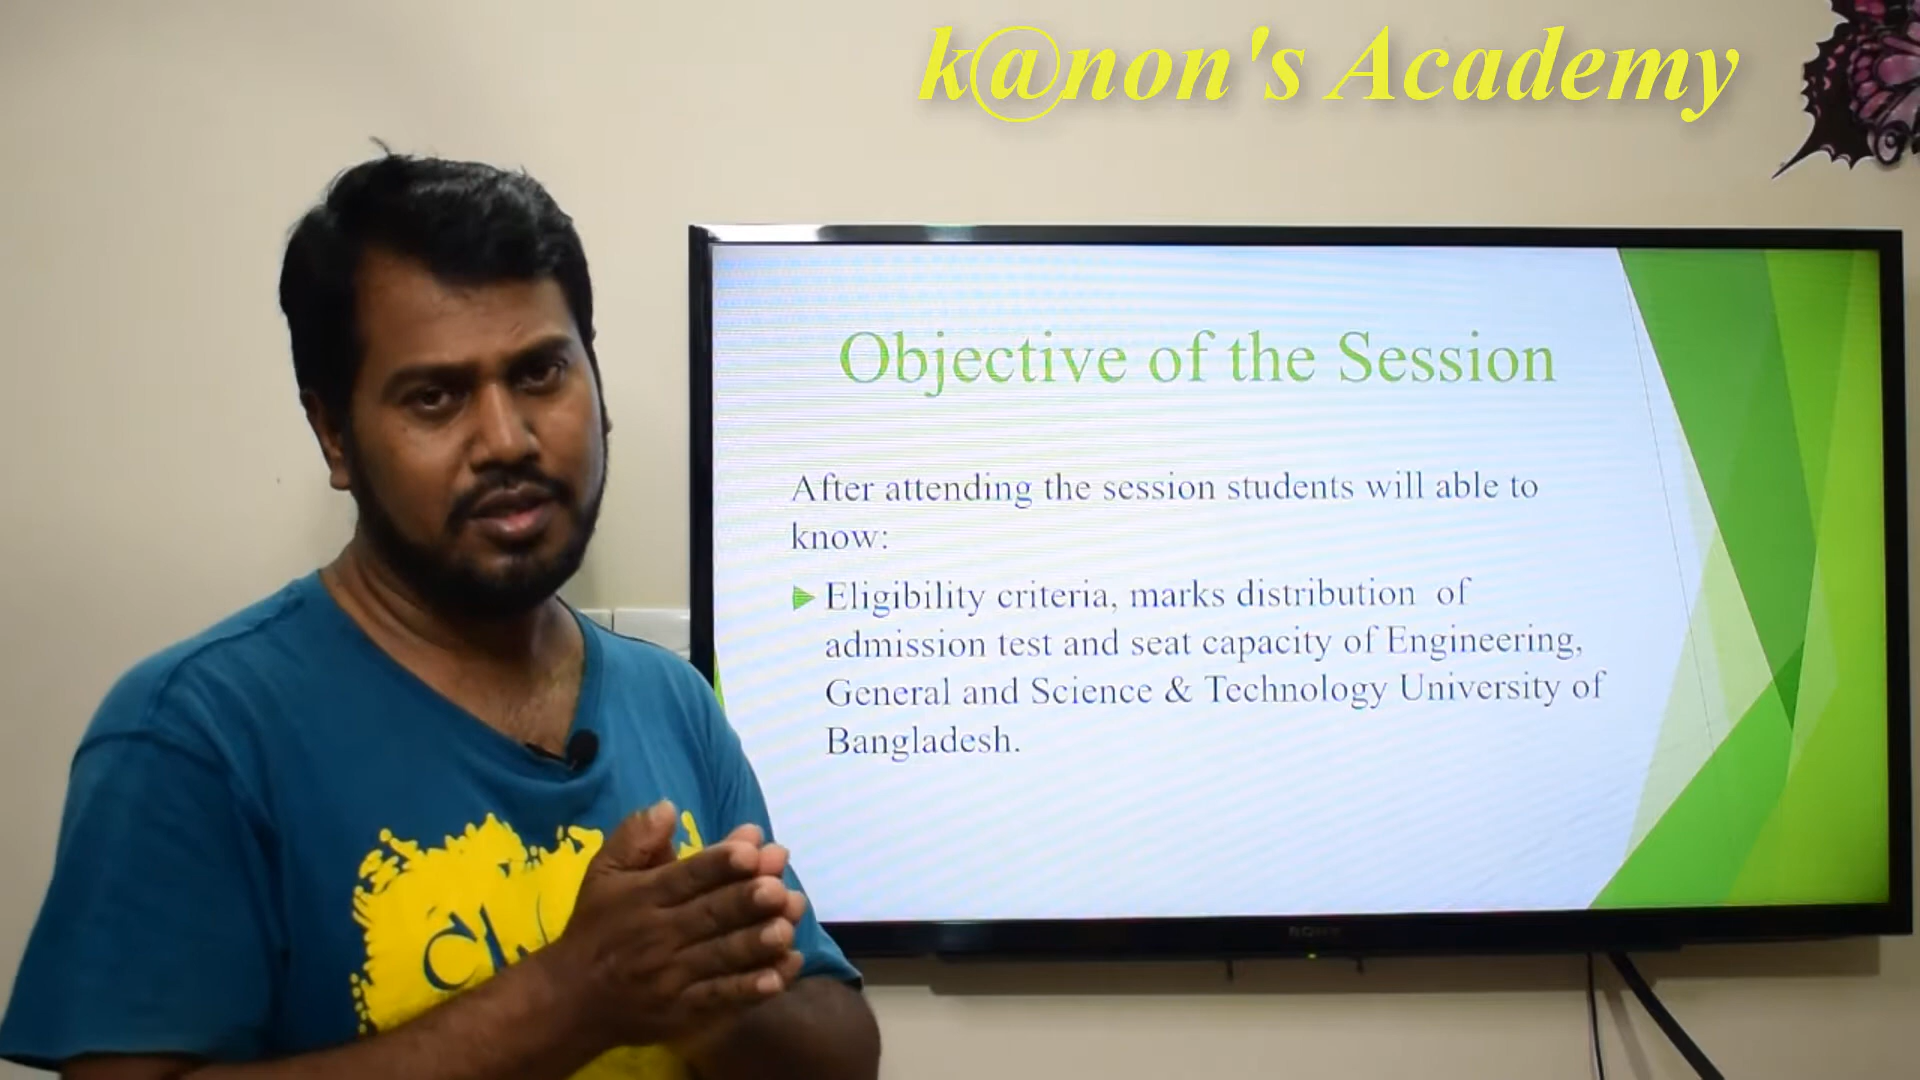 k@non's Academy
Objective of the Session
After attending the session students will able to
know:
Eligibility criteria, marks distribution of
admission test and seat capacity of Engineering,
General and Science & Technology University of
Bangladesh.
SONY